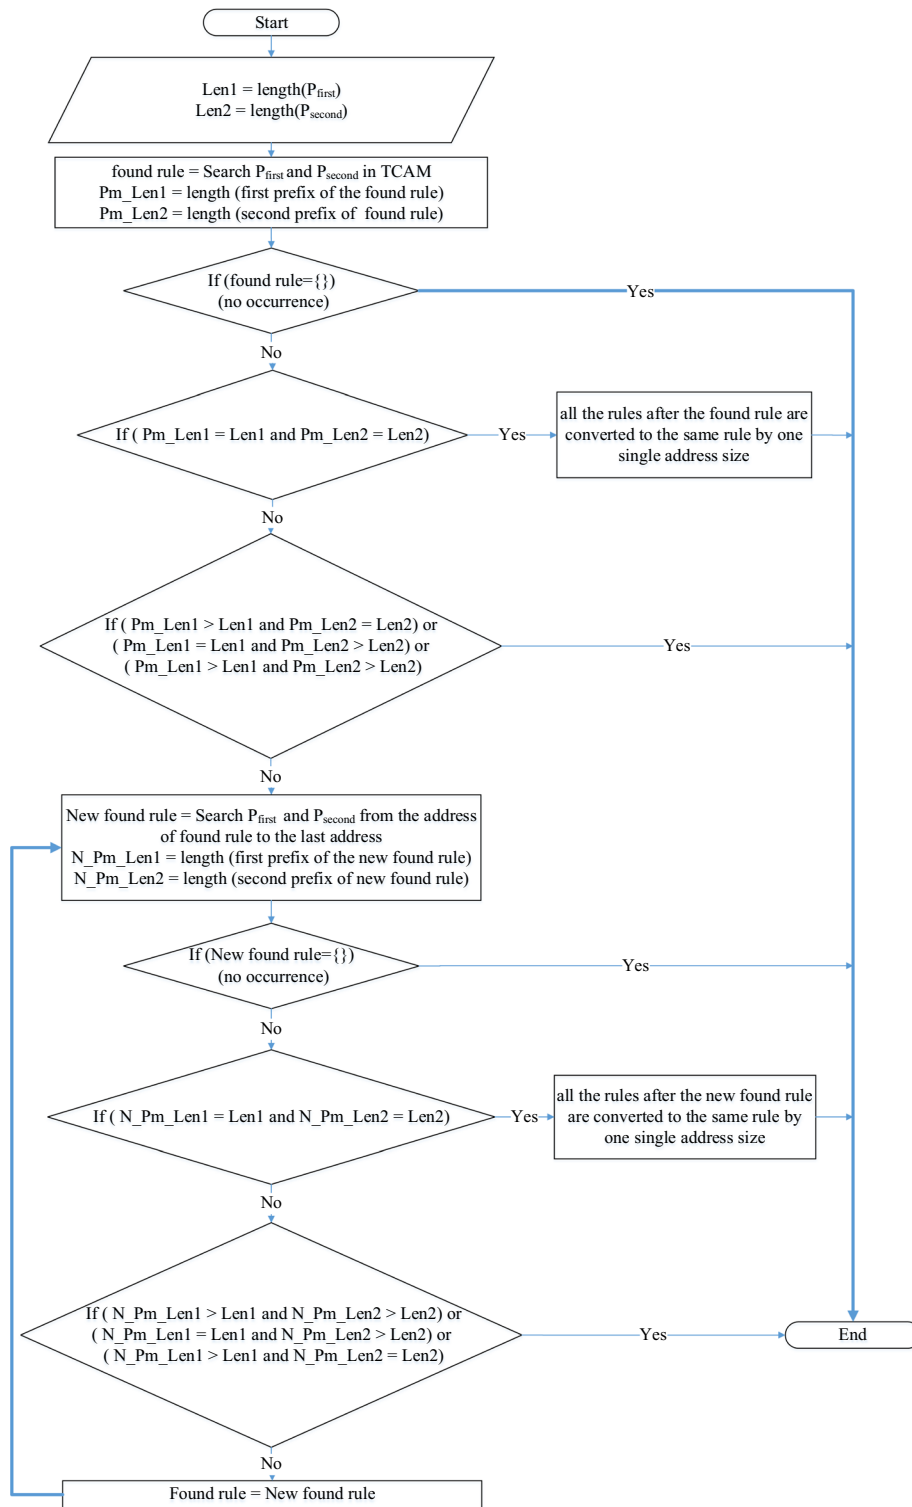 Start
Len1 = length(Pfirst)
Len2 = length(Psecond)
found rule = Search Pfirst and Psecond in TCAM
Pm_Len1 = length (first prefix of the found rule)
Pm_Len2 = length (second prefix of  found rule)
If (found rule={})
(no occurrence)
Yes
No
If ( Pm_Len1 = Len1 and Pm_Len2 = Len2)
Yes
all the rules after the found rule are
converted to the same rule by one
single address size
No
If ( Pm_Len1 > Len1 and Pm_Len2 = Len2) or
( Pm_Len1 = Len1 and Pm_Len2 > Len2) or
( Pm_Len1 > Len1 and Pm_Len2 > Len2)
Yes
No
New found rule = Search Pfirst and Psecond from the address
of found rule to the last address
N_Pm_Len1 = length (first prefix of the new found rule)
N_Pm_Len2 = length (second prefix of new found rule)
If (New found rule={})
(no occurrence)
Yes
No
If ( N_Pm_Len1 = Len1 and N_Pm_Len2 = Len2)
Yes
all the rules after the new found rule
are converted to the same rule by
one single address size
No
If ( N_Pm_Len1 > Len1 and N_Pm_Len2 > Len2) or
( N_Pm_Len1 = Len1 and N_Pm_Len2 > Len2) or
( N_Pm_Len1 > Len1 and N_Pm_Len2 = Len2)
Yes
End
No
Found rule = New found rule